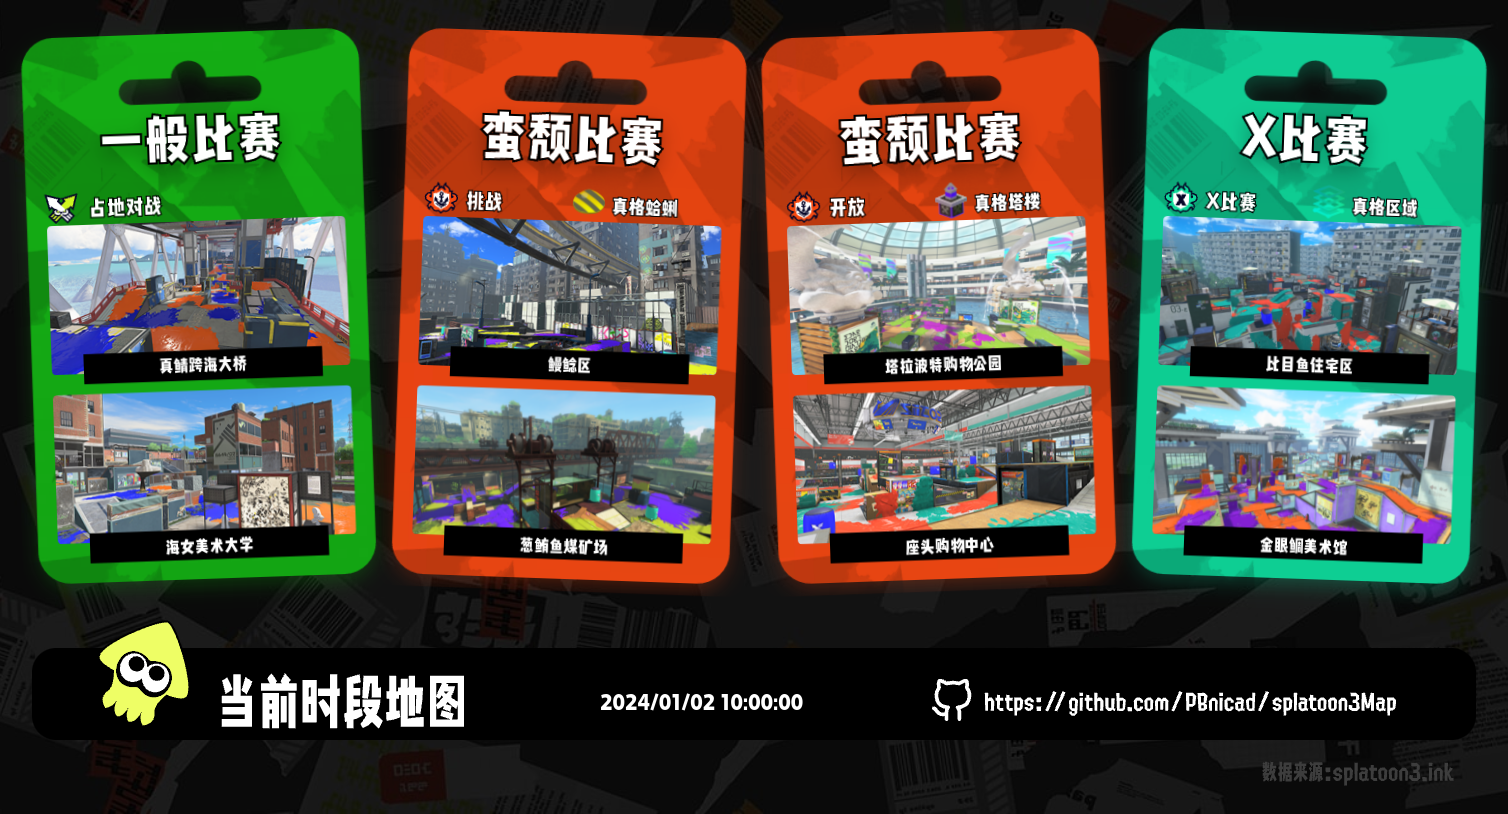 一般比赛
占地对战
真鲭跨海大桥
海女美术大学
蛮颓比赛
挑战
真格蛤蜊
鳗鲶区
葱鲔鱼煤矿场
蛮颓比赛
开放
真格塔楼
塔拉波特购物公园
座头购物中心
X比赛
X比赛
真格区域
比目鱼住宅区
金眼鲷美术馆
当前时段地图
2024/01/02 10:00:00
https://github.com/PBnicad/splatoon3Map
数据来源:splatoon3.ink